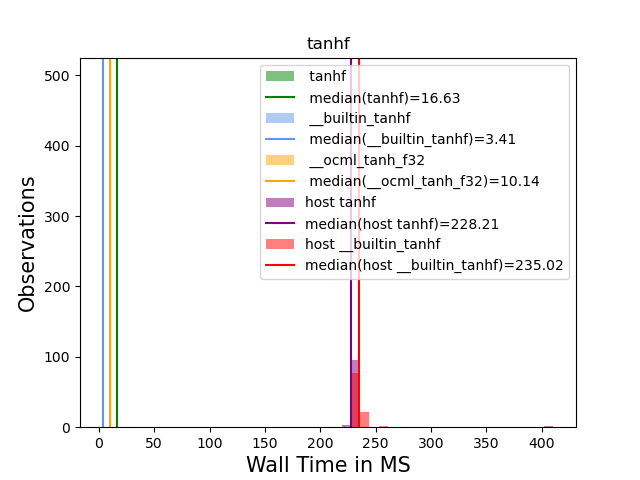 tanhf
Observations
500
400
300
200
100
0
tanhf
median(tanhf)=16.63
__builtin_tanhf
median(__builtin_tanhf)=3.41
__ocml_tanh_f32
median(__ocml_tanh_f32)=10.14
host tanhf
median(host tanhf)=228.21
host __builtin_tanhf
median(host __builtin_tanhf)=235.02
0 50 100 150 200 250 300 350 400
Wall Time in MS